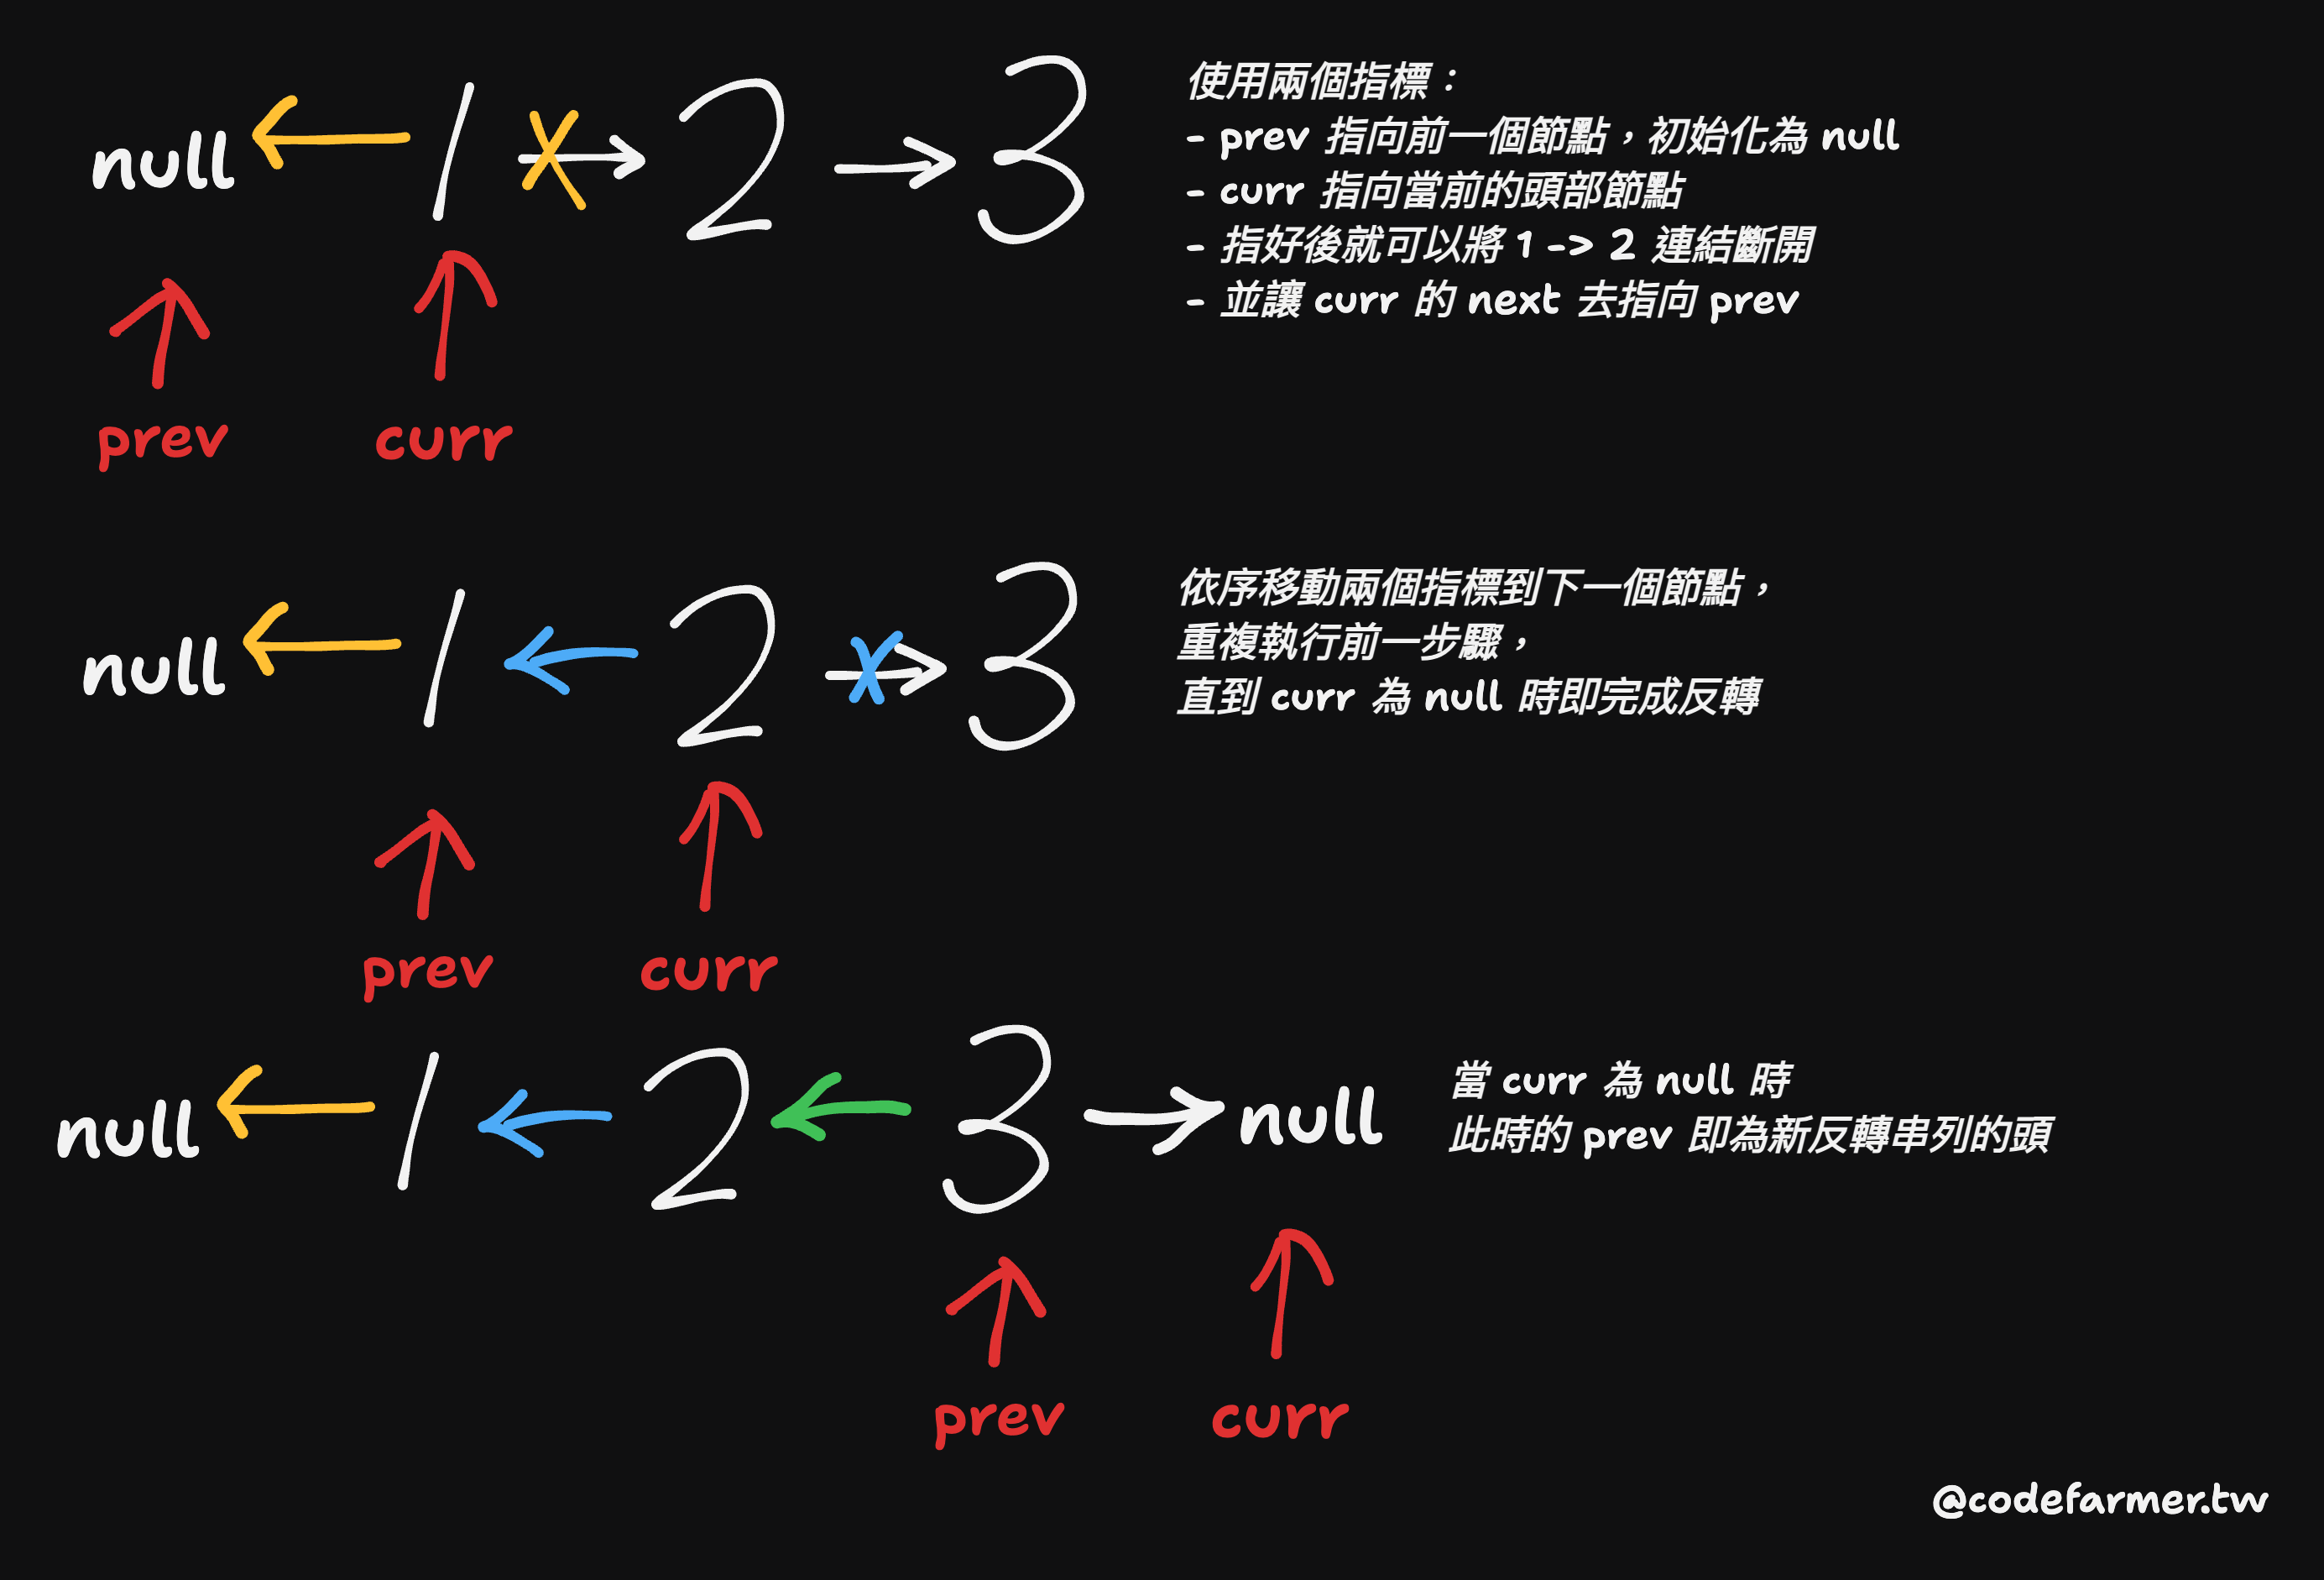 null 1 2 3
prev curr
使用兩個指標：
- prev 指向前一個節點，初始化為 null
- curr 指向當前的頭部節點
- 指好後就可以將 1 -> 2 連結斷開
- 並讓 curr 的 next 去指向 prev
null 1 2 3
prev curr
依序移動兩個指標到下一個節點，
重複執行前一步驟，
直到 curr 為 null 時即完成反轉
null 1 2 3 null
prev curr
當 curr 為 null 時
此時的 prev 即為新反轉串列的頭
@codefarmer.tw